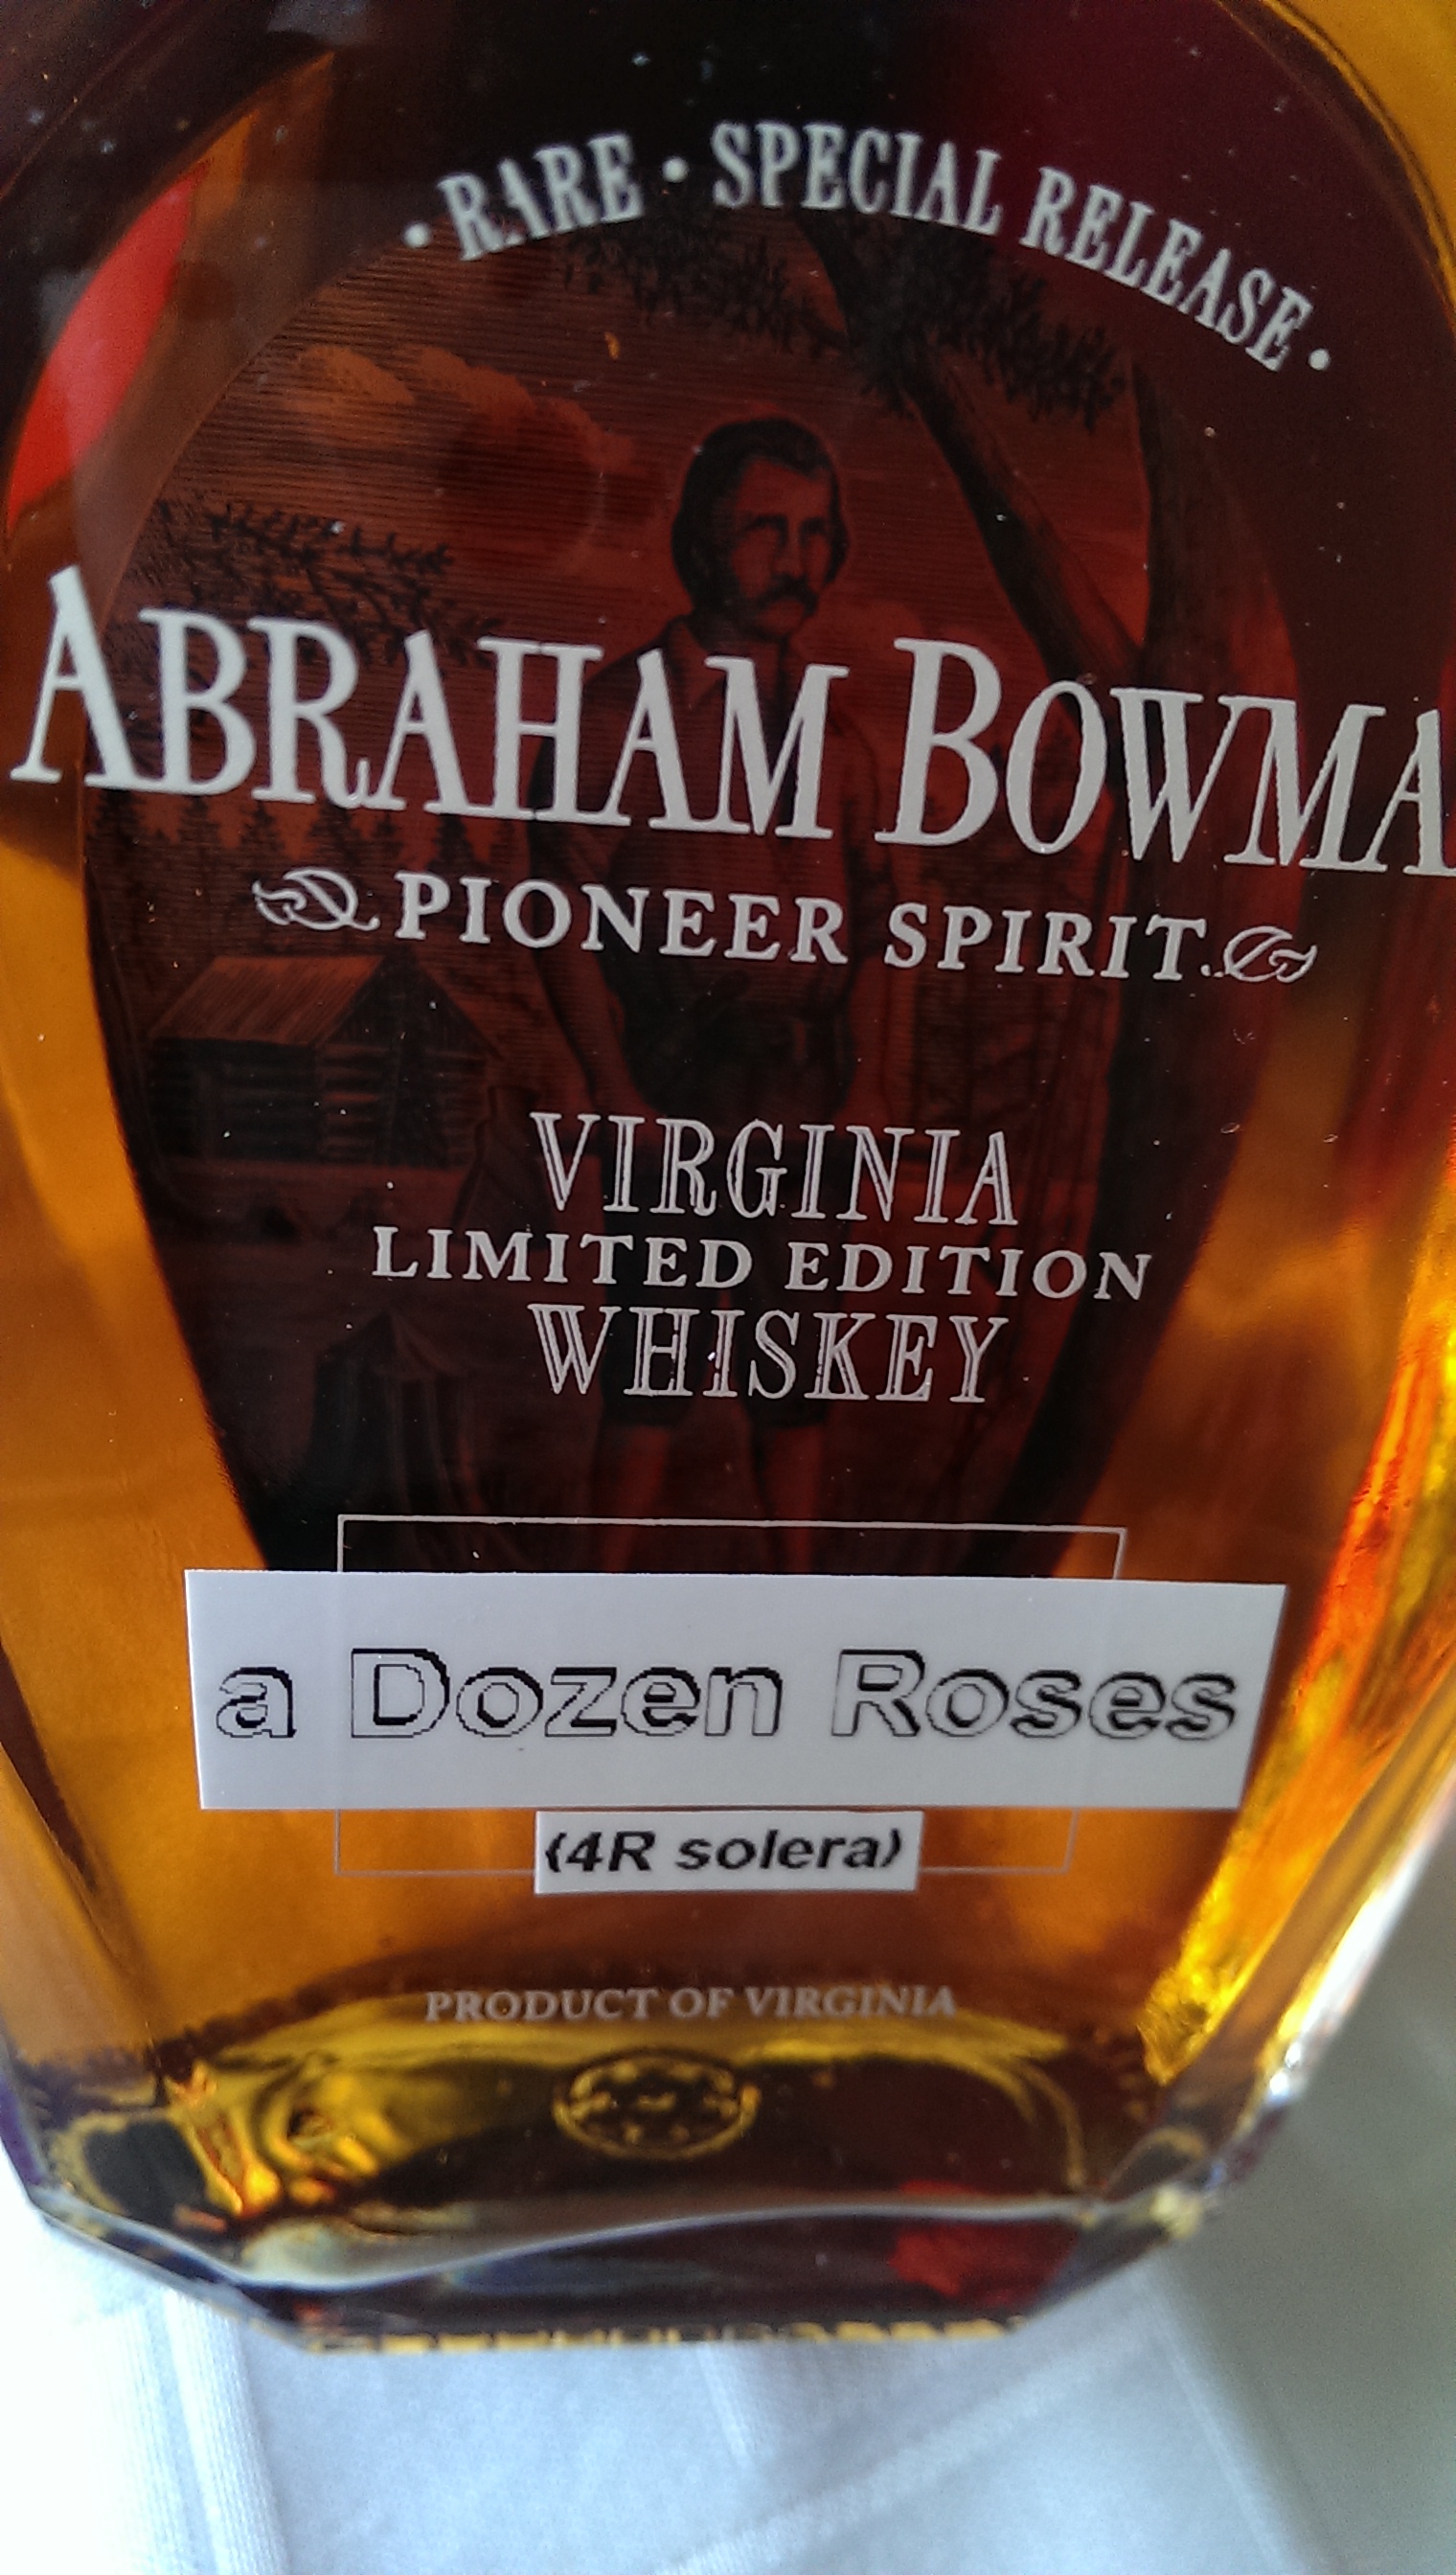 · RARE · SPECIAL RELEASE ·
ABRAHAM BOWMA
PIONEER SPIRIT
VIRGINIA
LIMITED EDITION
WHISKEY
a Dozen Roses
(4R solera)
PRODUCT OF VIRGINIA